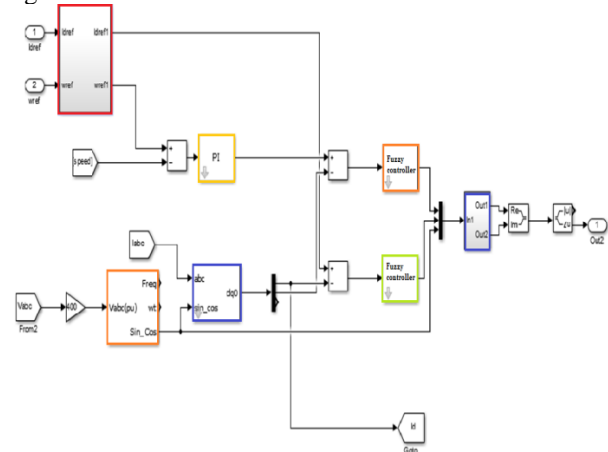 1
Idref
2
wref
Idref
Idref1
wref
wref1
speed
PI
Fuzzy
controller
Iabc
Fuzzy
controller
In1
Out1
Out2
Re
Im
|u|
1
Out2
Vabc
From2
400
Vabc(pu)
Freq
wt
Sin_Cos
abc
sin_cos
dq0
Id
Goto